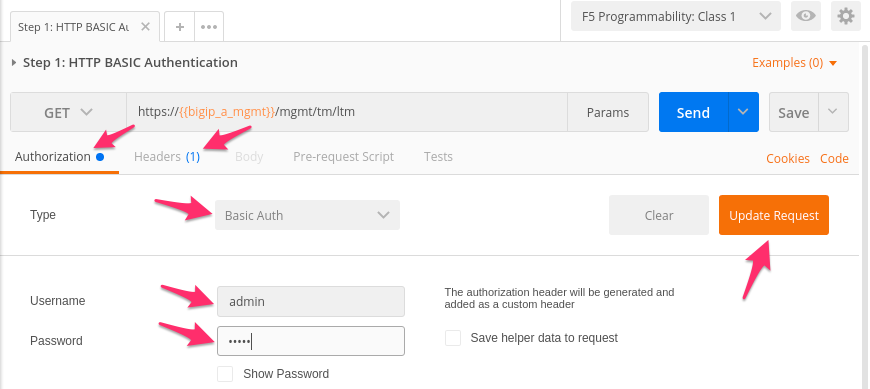 Step 1: HTTP BASIC Au
F5 Programmability: Class 1
Step 1: HTTP BASIC Authentication
Examples (0)
GET
https://{{bigip_a_mgmt}}/mgmt/tm/ltm
Params
Send
Save
Authorization
Headers (1)
Body
Pre-request Script
Tests
Cookies
Code
Type
Basic Auth
Clear
Update Request
Username
admin
The authorization header will be generated and
added as a custom header
Password
•••••
Save helper data to request
Show Password